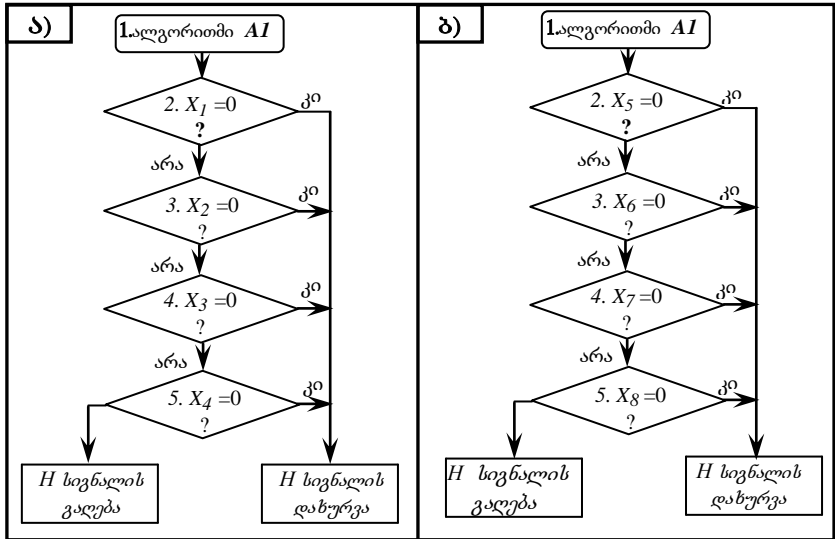 ა)
1.ალგორითმი A1
2. X1=0
?
კი
არა
3. X2=0
?
კი
არა
4. X3=0
?
კი
არა
5. X4=0
?
კი
H სიგნალის
გაღება
H სიგნალის
დახურვა
ბ)
1.ალგორითმი A1
2. X5=0
?
კი
არა
3. X6=0
?
კი
არა
4. X7=0
?
კი
არა
5. X8=0
?
კი
H სიგნალის
გაღება
H სიგნალის
დახურვა